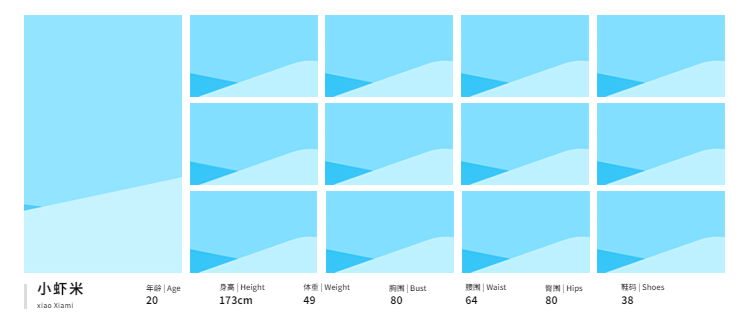 小虾米
xiao Xiami
年龄 | Age
20
身高 | Height
173cm
体重 | Weight
49
胸围 | Bust
80
腰围 | Waist
64
臀围 | Hips
80
鞋码 | Shoes
38